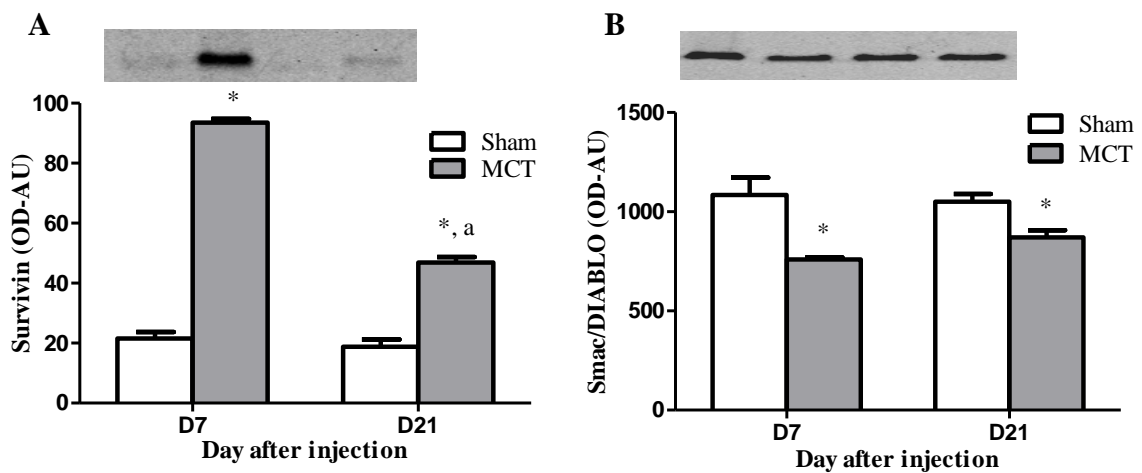 A
*
*, a
Sham
MCT
100
80
60
40
20
0
Survivin (OD-AU)
D7
D21
Day after injection
B
*
*
Sham
MCT
1500
1000
500
0
Smac/DIABLO (OD-AU)
D7
D21
Day after injection